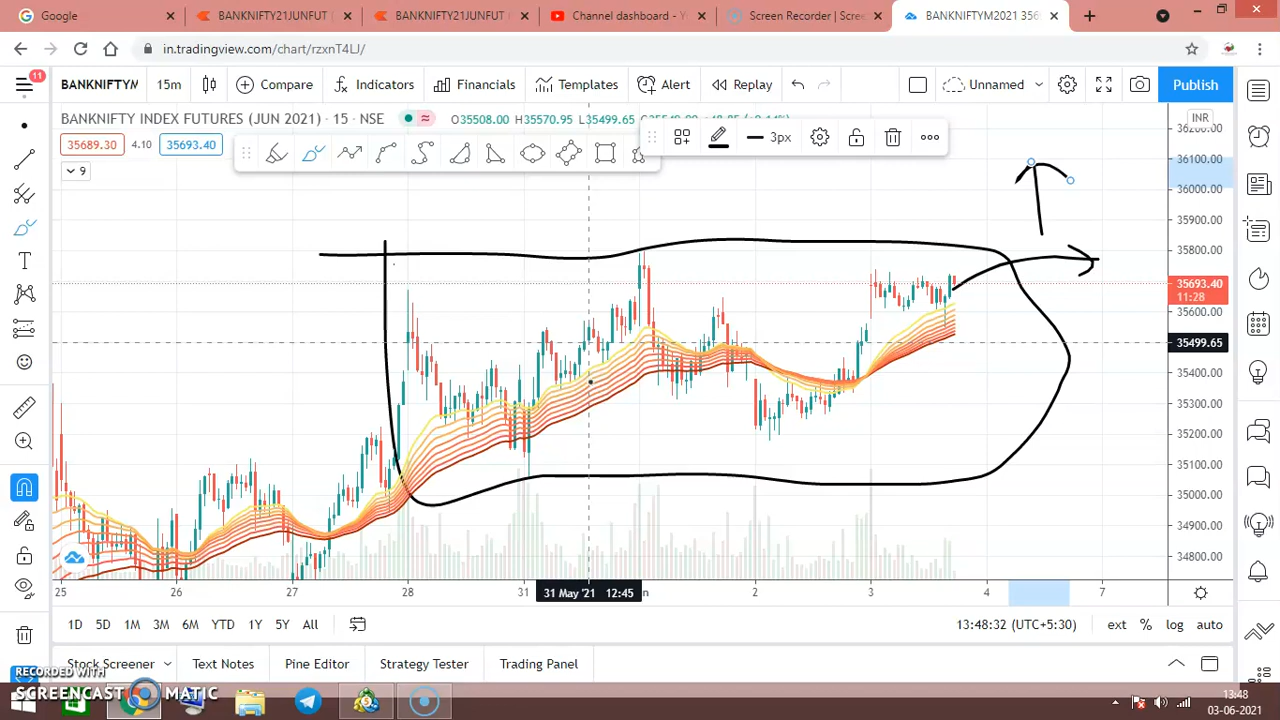 Google
BANKNIFTY21JUNFUT (
BANKNIFTY21JUNFUT (
Channel dashboard - Y
Screen Recorder | Scree
BANKNIFTYM2021 356
in.tradingview.com/chart/rzxnT4LJ/
11
BANKNIFTYM 15m Compare Indicators Financials Templates Alert Replay Unnamed Publish
BANKNIFTY INDEX FUTURES (JUN 2021) · 15 · NSE O35508.00 H35570.95 L35499.65
INR
35689.30 4.10 35693.40
3px
9
36100.00
36000.00
35900.00
35800.00
35693.40
11:28
35600.00
35499.65
35400.00
35300.00
35200.00
35100.00
35000.00
34900.00
34800.00
25 26 27 28 31 31 May '21 12:45 2 3 4 7
1D 5D 1M 3M 6M YTD 1Y 5Y All 13:48:32 (UTC+5:30) ext % log auto
Stock Screener Text Notes Pine Editor Strategy Tester Trading Panel
RECORDED WITH
SCREENCAST MATIC
13:48
03-06-2021